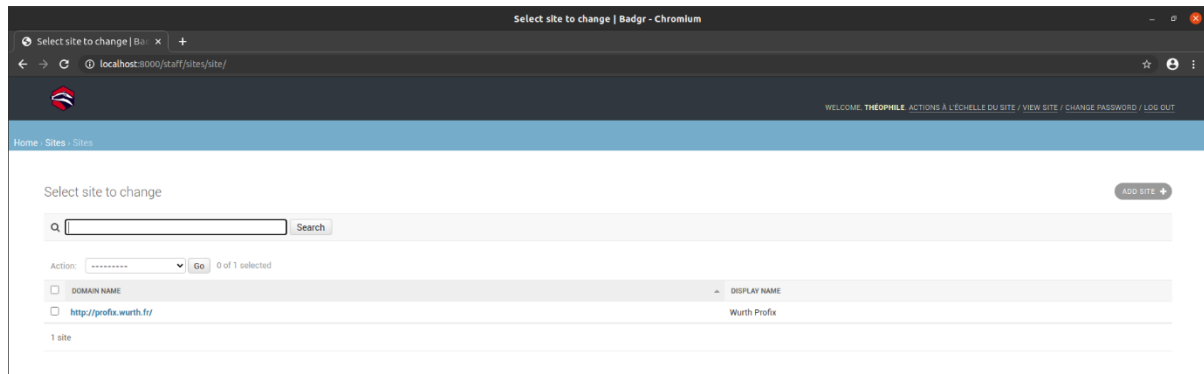 Select site to change | Badgr - Chromium
Select site to change | Bad
localhost:8000/staff/sites/site/
WELCOME, THÉOPHILE. ACTIONS À L'ÉCHELLE DU SITE / VIEW SITE / CHANGE PASSWORD / LOG OUT
Home › Sites › Sites
Select site to change
ADD SITE +
Search
Action: --------- Go 0 of 1 selected
DOMAIN NAME DISPLAY NAME
http://profix.wurth.fr/ Wurth Profix
1 site